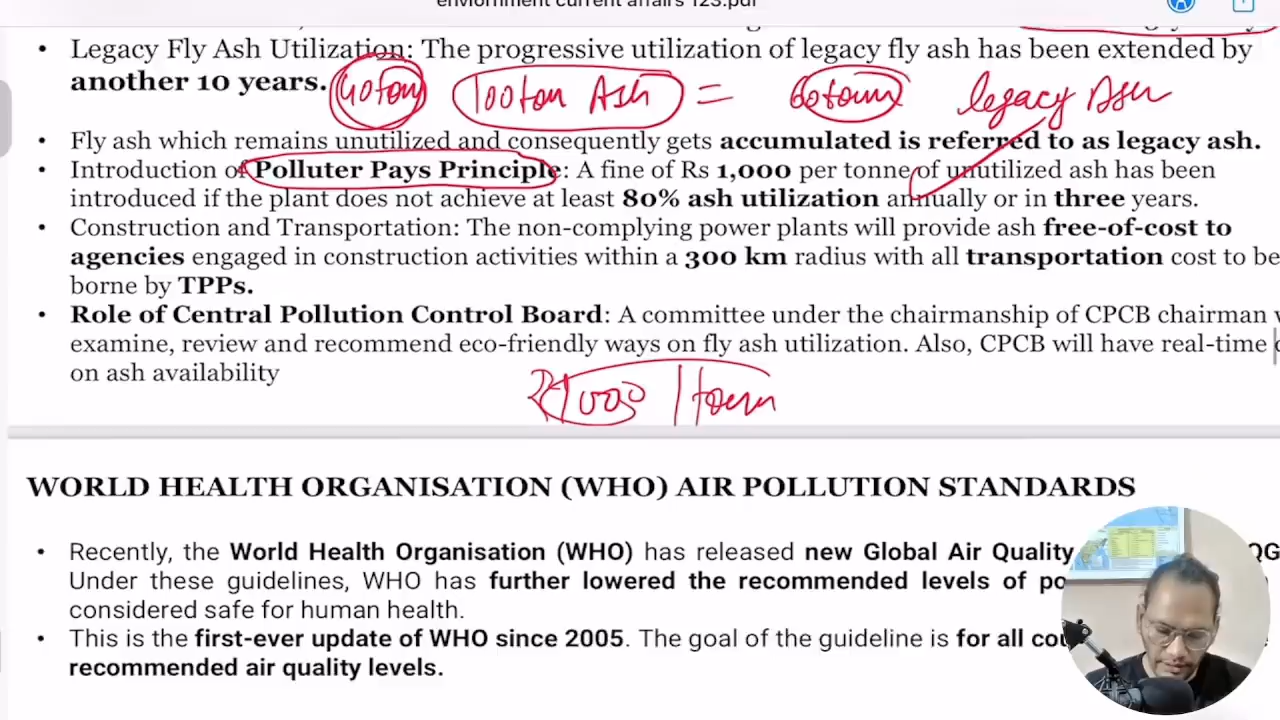 enviornment current affairs 123.pdf
• Legacy Fly Ash Utilization: The progressive utilization of legacy fly ash has been extended by
another 10 years.
40 tom 100 ton Ash = 60 tonn legacy Ash
• Fly ash which remains unutilized and consequently gets accumulated is referred to as legacy ash.
• Introduction of Polluter Pays Principle: A fine of Rs 1,000 per tonne of unutilized ash has been
introduced if the plant does not achieve at least 80% ash utilization annually or in three years.
• Construction and Transportation: The non-complying power plants will provide ash free-of-cost to
agencies engaged in construction activities within a 300 km radius with all transportation cost to be
borne by TPPs.
• Role of Central Pollution Control Board: A committee under the chairmanship of CPCB chairman
examine, review and recommend eco-friendly ways on fly ash utilization. Also, CPCB will have real-time
on ash availability
₹1000 |
WORLD HEALTH ORGANISATION (WHO) AIR POLLUTION STANDARDS
• Recently, the World Health Organisation (WHO) has released new Global Air Quality
Under these guidelines, WHO has further lowered the recommended levels of
considered safe for human health.
• This is the first-ever update of WHO since 2005. The goal of the guideline is for all
recommended air quality levels.